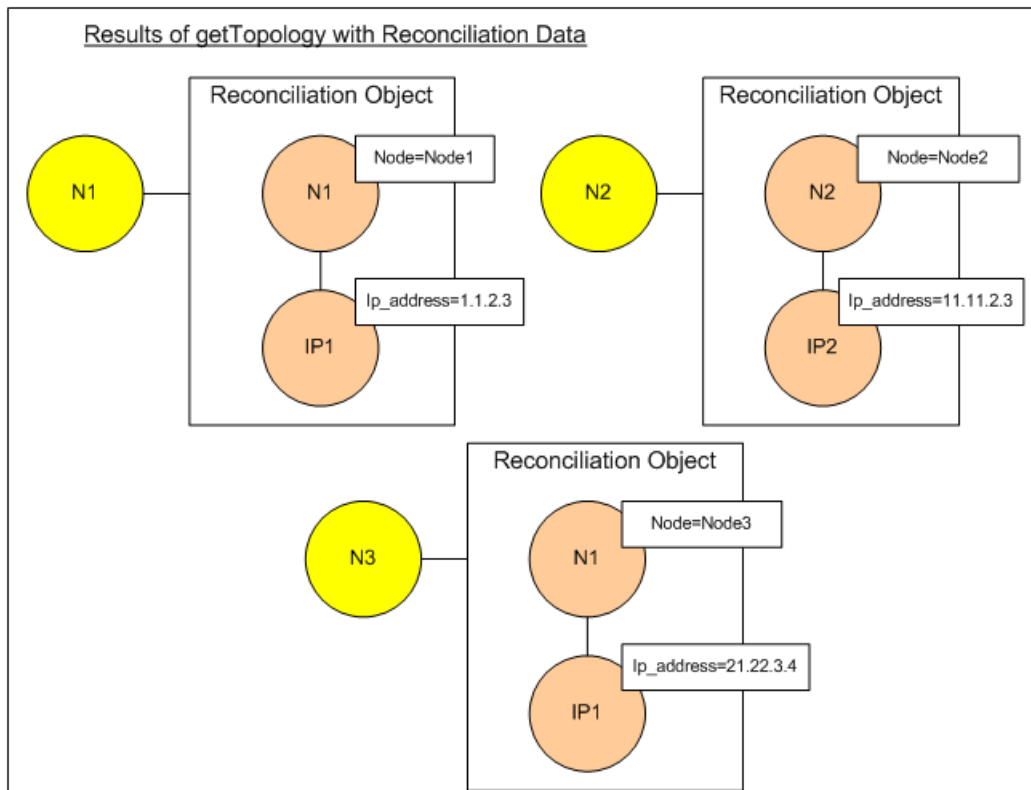 Results of getTopology with Reconciliation Data
Reconciliation Object
N1
N1
Node=Node1
Ip_address=1.1.2.3
IP1
Reconciliation Object
N2
N2
Node=Node2
Ip_address=11.11.2.3
IP2
Reconciliation Object
N3
N1
Node=Node3
Ip_address=21.22.3.4
IP1